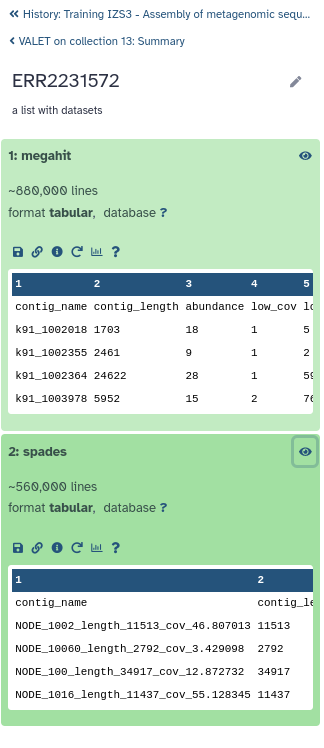 « History: Training IZS3 - Assembly of metagenomic sequ...
< VALET on collection 13: Summary
ERR2231572
a list with datasets
1: megahit
~880,000 lines
format tabular, database ?
1 2 3 4 5
contig_name contig_length abundance low_cov lo
k91_1002018 1703 18 1 5
k91_1002355 2461 9 1 2
k91_1002364 24622 28 1 59
k91_1003978 5952 15 2 76
2: spades
~560,000 lines
format tabular, database ?
1 2
contig_name contig_le
NODE_1002_length_11513_cov_46.807013 11513
NODE_10060_length_2792_cov_3.429098 2792
NODE_100_length_34917_cov_12.872732 34917
NODE_1016_length_11437_cov_55.128345 11437